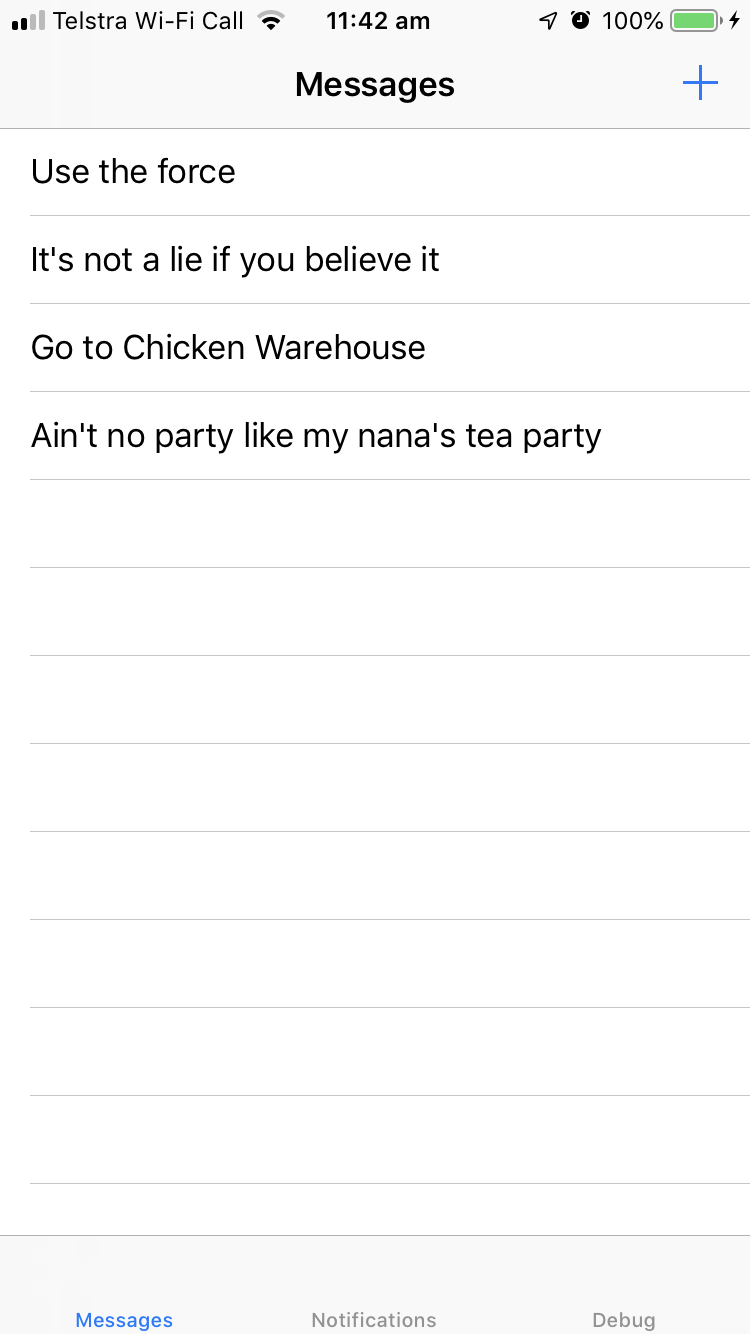 Telstra Wi-Fi Call 11:42 am 100%
Messages
Use the force
It's not a lie if you believe it
Go to Chicken Warehouse
Ain't no party like my nana's tea party
Messages Notifications Debug